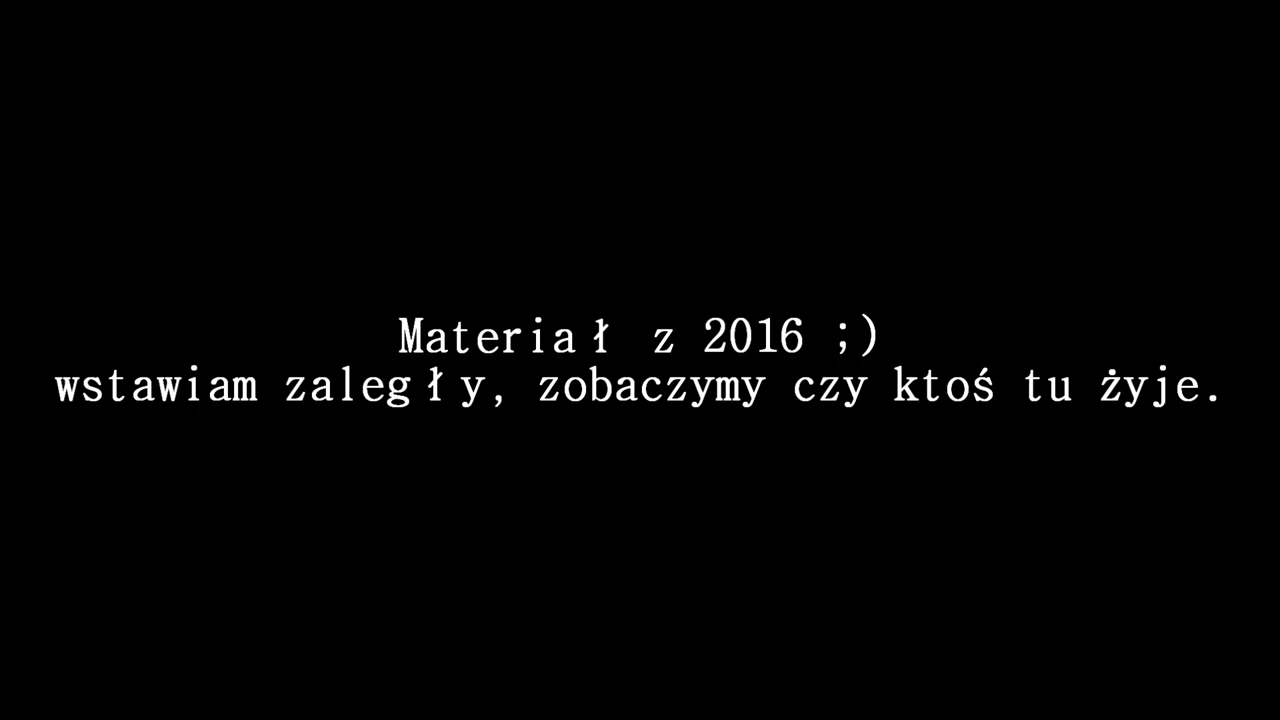 Materiał z 2016 ;)
wstawiam zaległy, zobaczymy czy ktoś tu żyje.